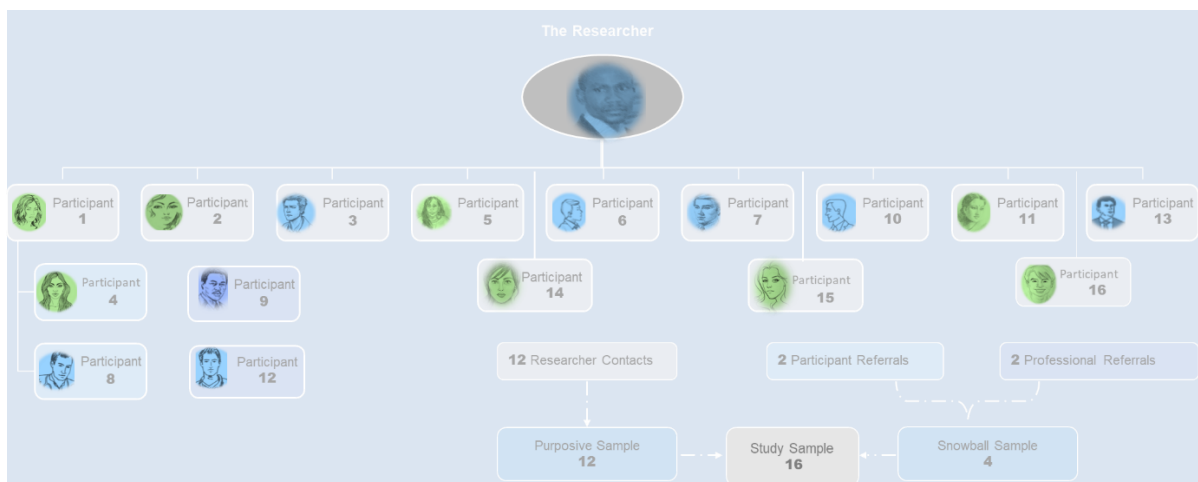 The Researcher
Participant
1
Participant
2
Participant
3
Participant
5
Participant
6
Participant
7
Participant
10
Participant
11
Participant
13
Participant
4
Participant
9
Participant
14
Participant
15
Participant
16
Participant
8
Participant
12
12 Researcher Contacts
2 Participant Referrals
2 Professional Referrals
Purposive Sample
12
Study Sample
16
Snowball Sample
4